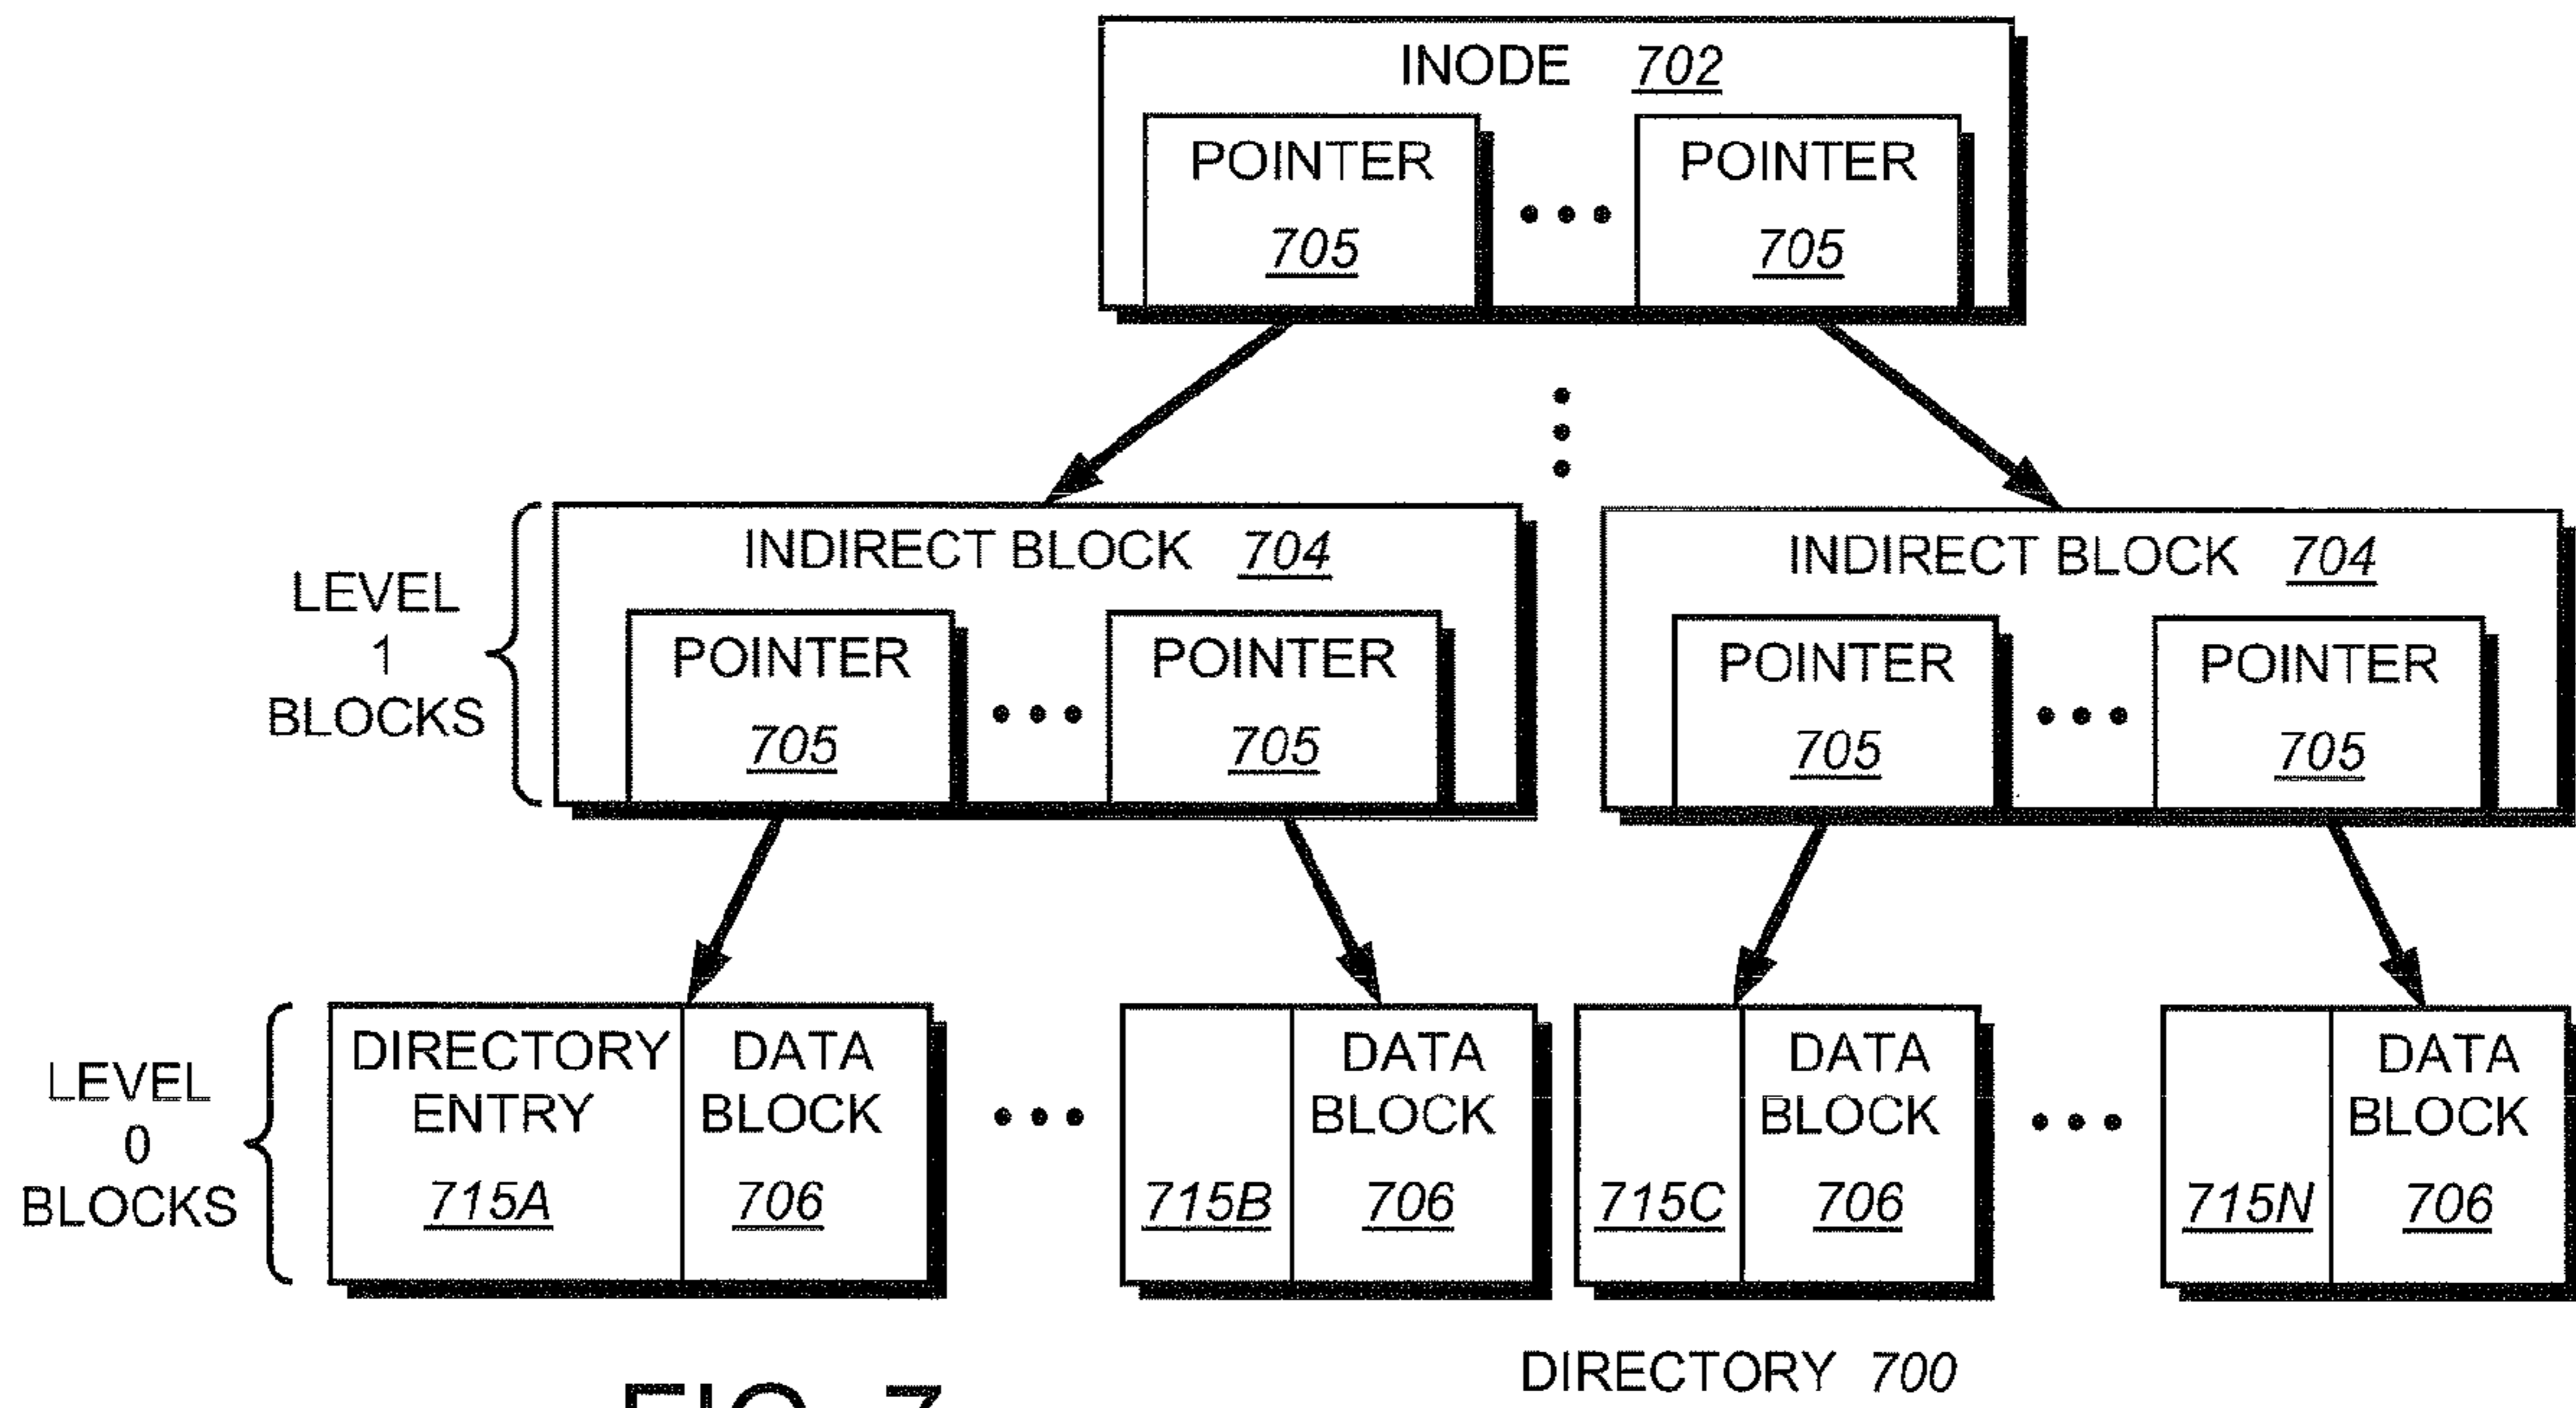 INODE 702
POINTER POINTER
705 705
INDIRECT BLOCK 704 INDIRECT BLOCK 704
LEVEL
1
BLOCKS
POINTER POINTER POINTER POINTER
705 705 705 705
LEVEL
0
BLOCKS
DIRECTORY
ENTRY
715A
DATA
BLOCK
706
715B
DATA
BLOCK
706
715C
DATA
BLOCK
706
715N
DATA
BLOCK
706
DIRECTORY 700
FIG. 7